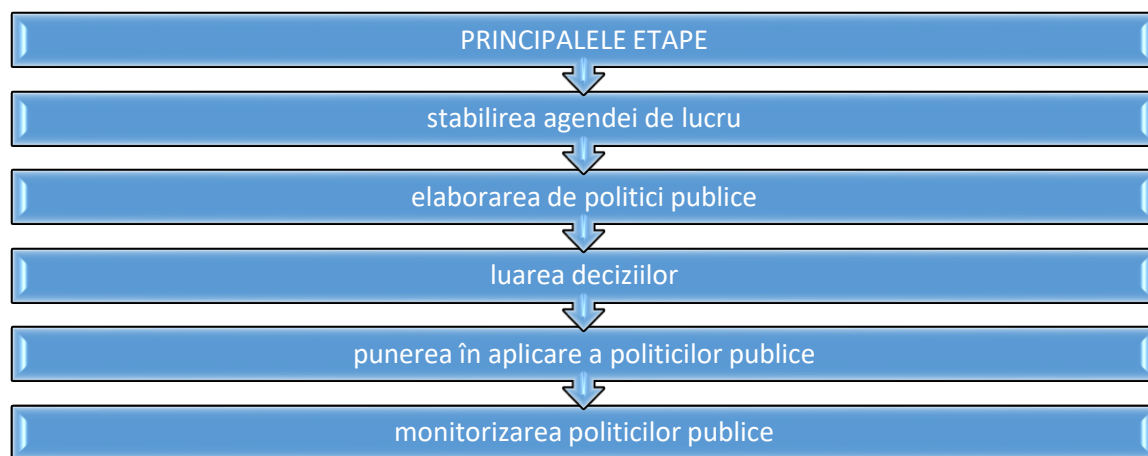 PRINCIPALELE ETAPE
stabilirea agendei de lucru
elaborarea de politici publice
luarea deciziilor
punerea în aplicare a politicilor publice
monitorizarea politicilor publice